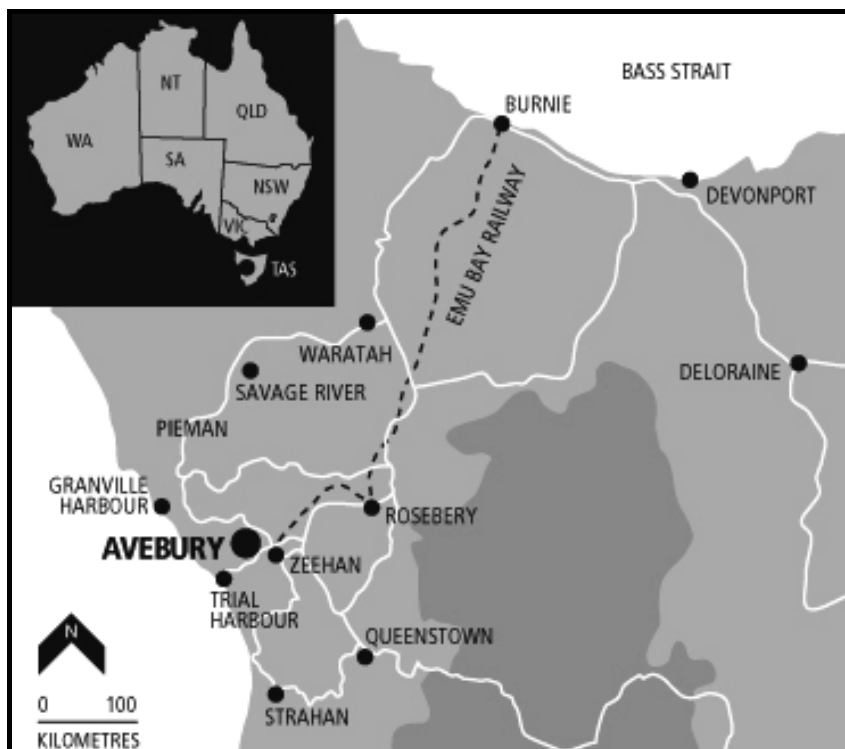 NT
QLD
WA
SA
NSW
VIC
TAS
BASS STRAIT
BURNIE
DEVONPORT
EMU BAY RAILWAY
WARATAH
SAVAGE RIVER
DELORAINE
PIEMAN
GRANVILLE
HARBOUR
ROSEBERY
AVEBURY
ZEEHAN
TRIAL
HARBOUR
QUEENSTOWN
N
STRAHAN
0 100
KILOMETRES